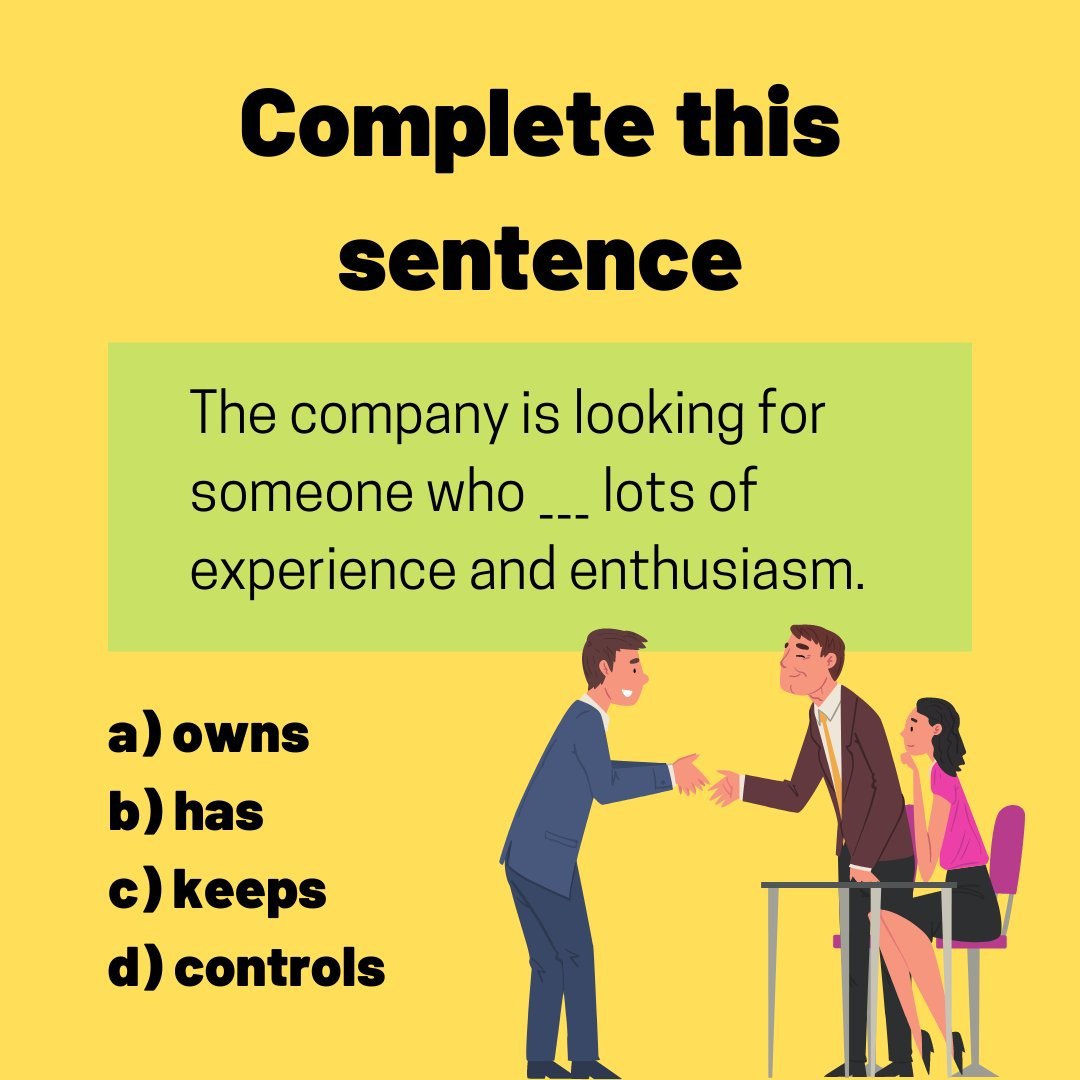 Complete this
sentence
The company is looking for
someone who ___ lots of
experience and enthusiasm.
a) owns
b) has
c) keeps
d) controls